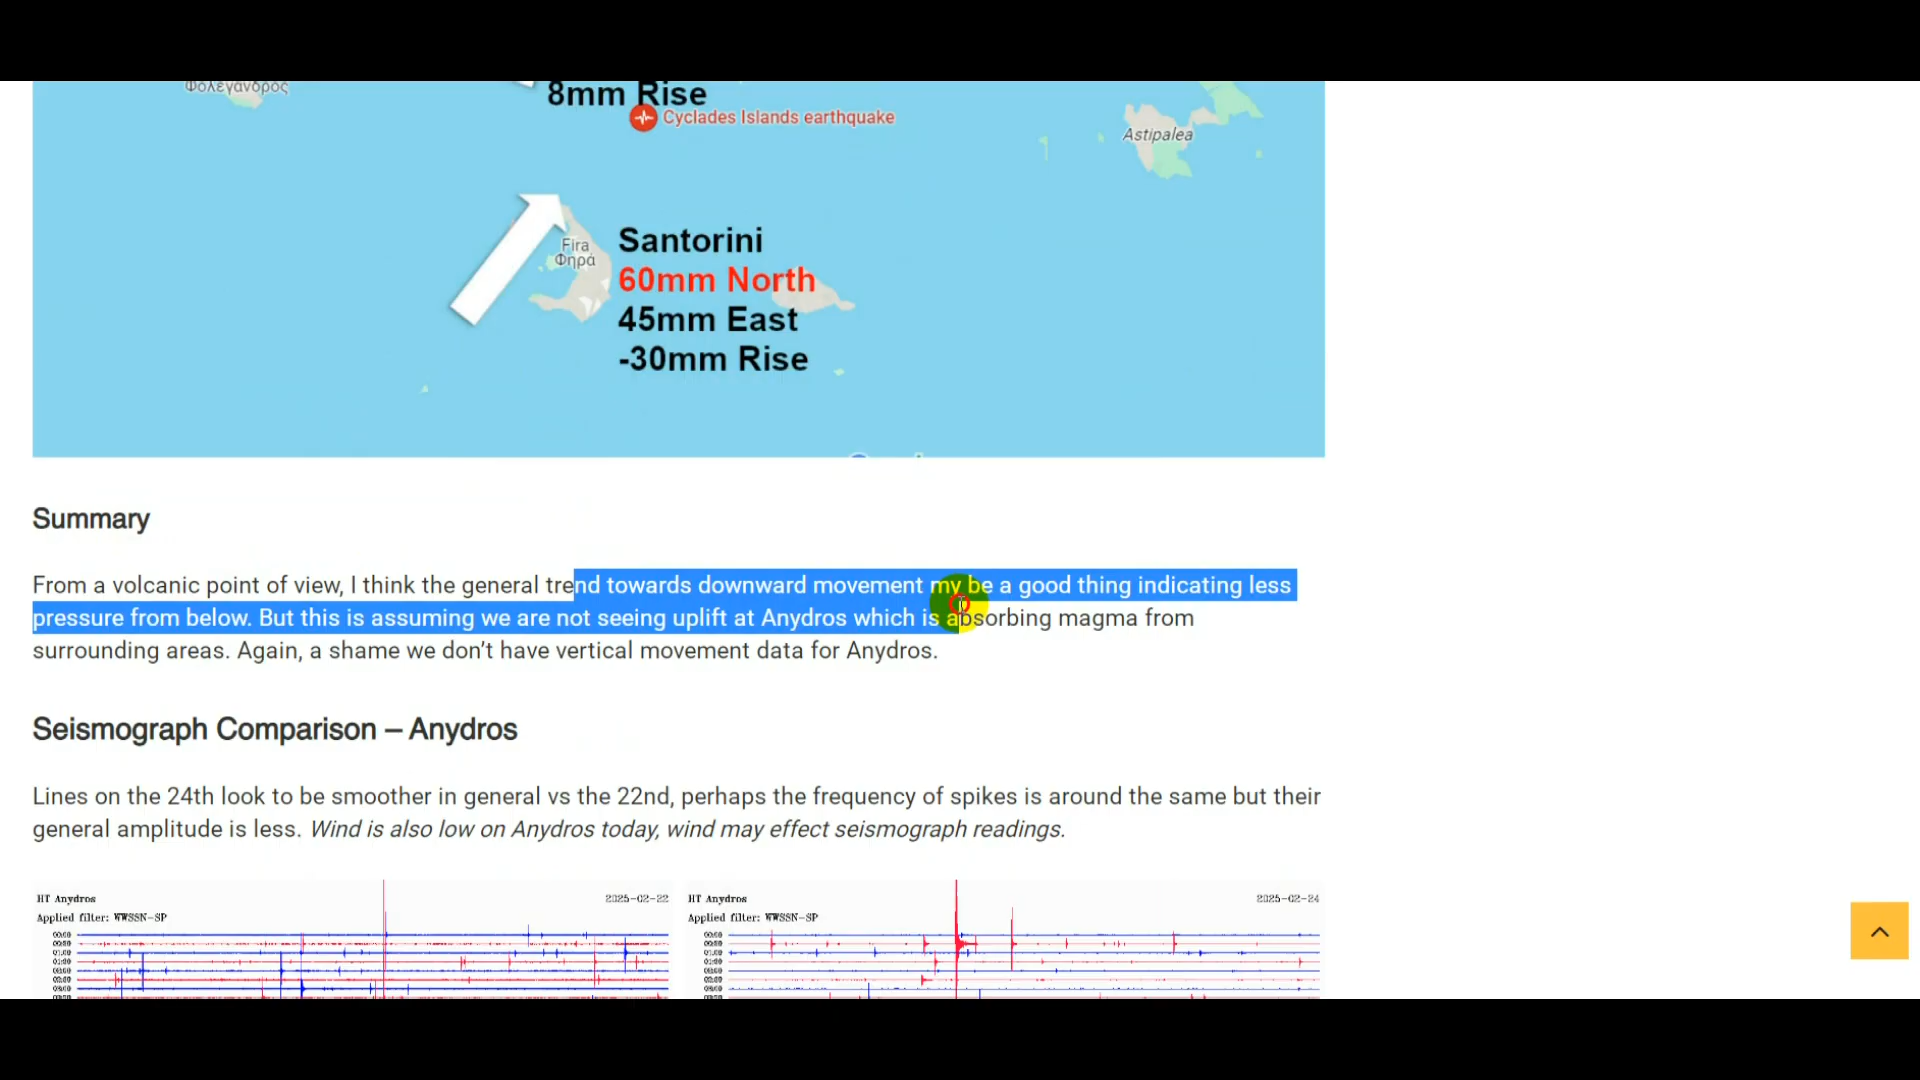 Φολέγανδρος
8mm Rise
Cyclades Islands earthquake
Astipalea
Santorini
Fira
Φηρά
60mm North
45mm East
-30mm Rise
Summary
From a volcanic point of view, I think the general trend towards downward movement my be a good thing indicating less
pressure from below. But this is assuming we are not seeing uplift at Anydros which is absorbing magma from
surrounding areas. Again, a shame we don’t have vertical movement data for Anydros.
Seismograph Comparison – Anydros
Lines on the 24th look to be smoother in general vs the 22nd, perhaps the frequency of spikes is around the same but their
general amplitude is less. Wind is also low on Anydros today, wind may effect seismograph readings.
HT Anydros 2025-02-22
Applied filter: WWSSN-SP
HT Anydros 2025-02-24
Applied filter: WWSSN-SP